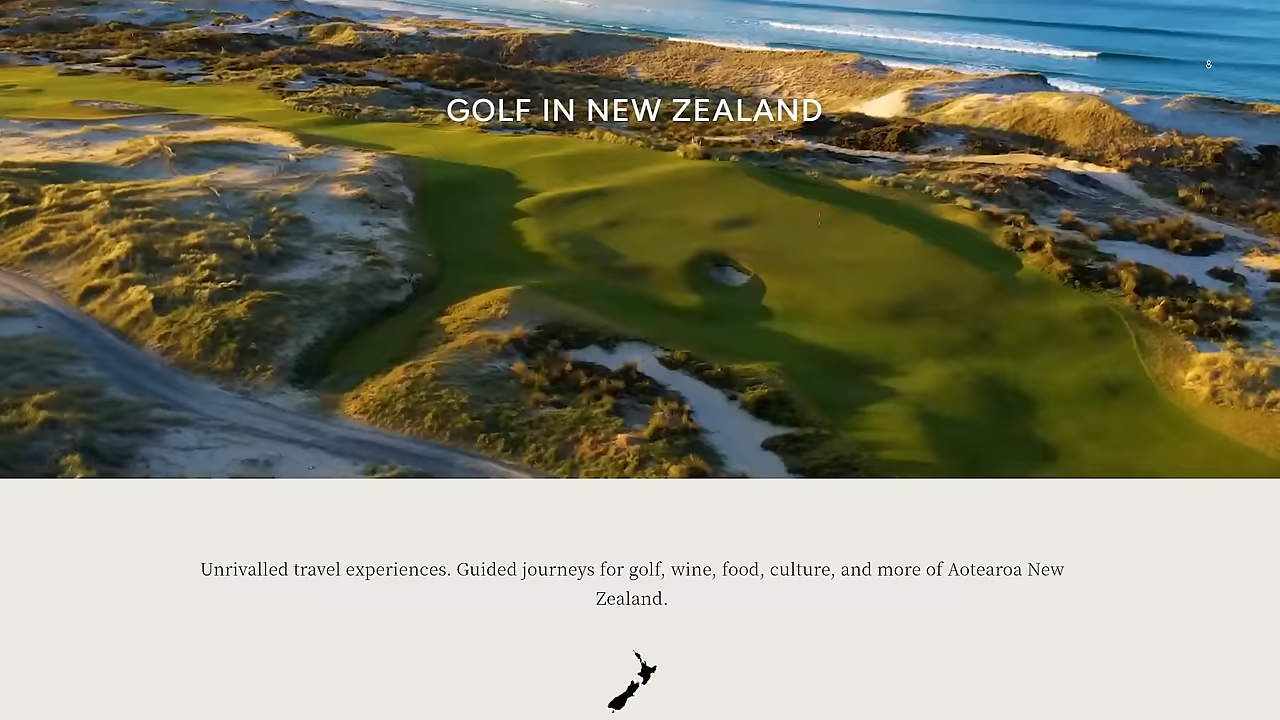 8
GOLF IN NEW ZEALAND
Unrivalled travel experiences. Guided journeys for golf, wine, food, culture, and more of Aotearoa New
Zealand.